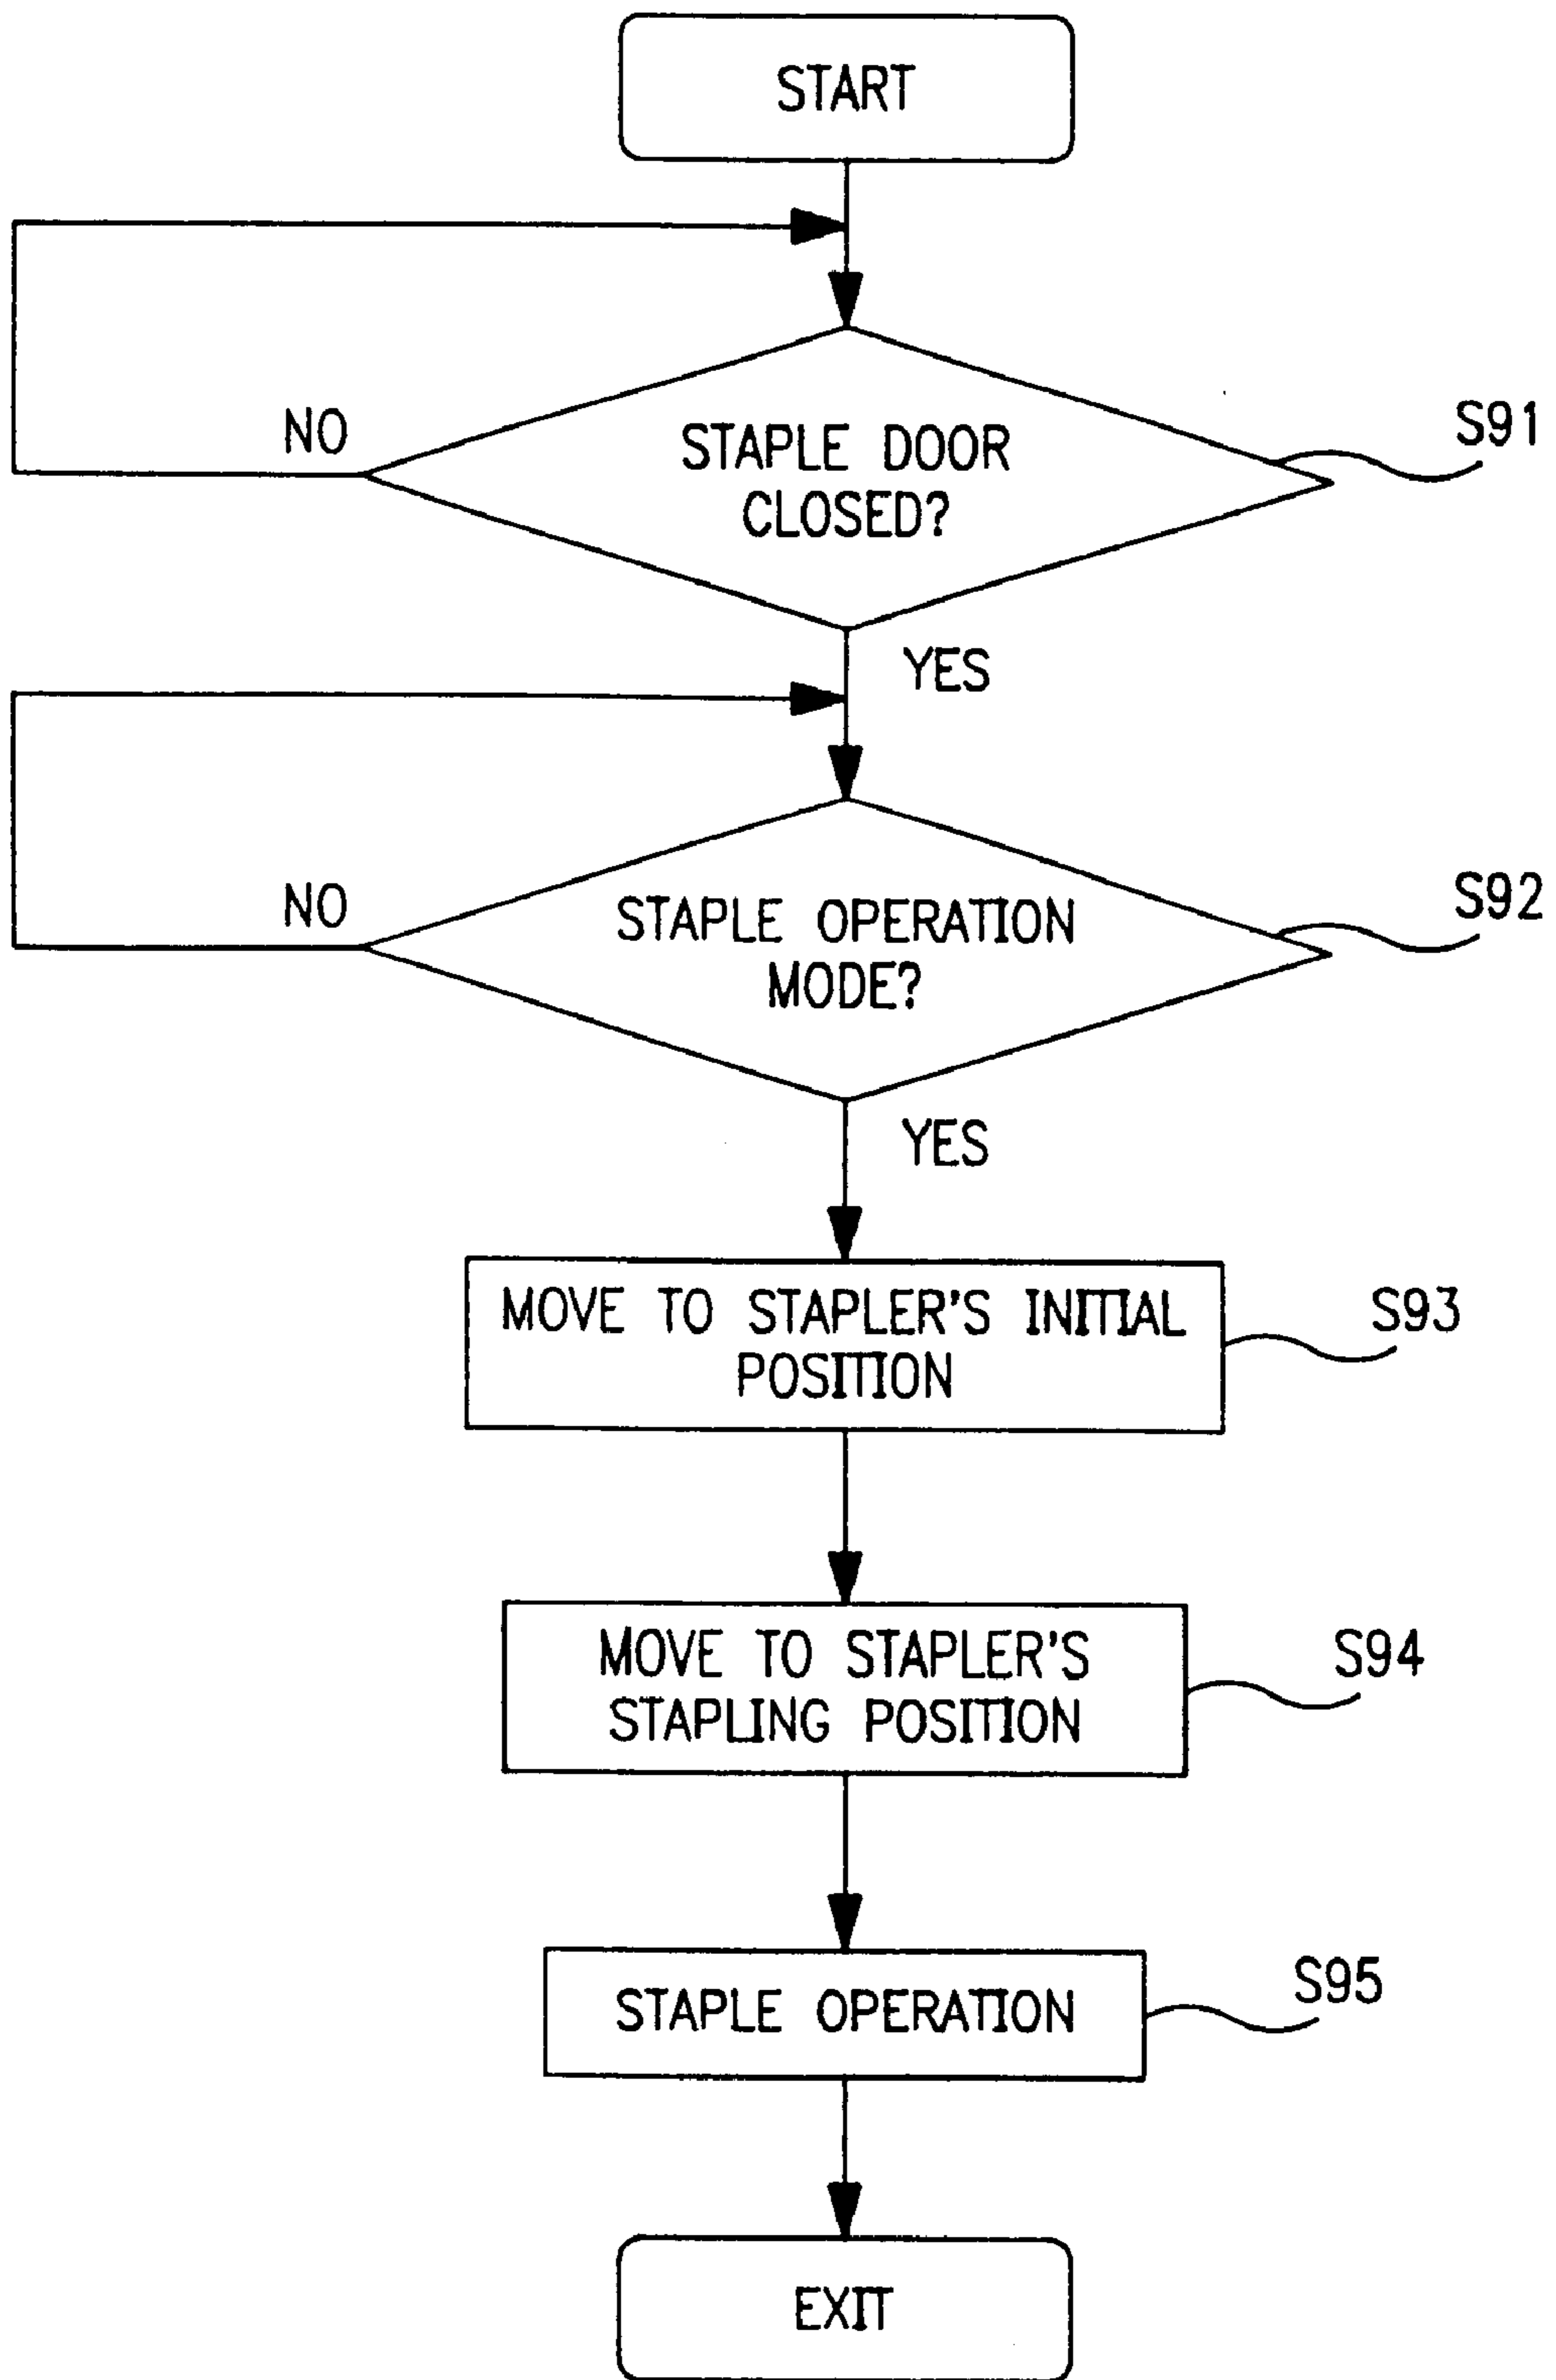 START
NO
STAPLE DOOR
CLOSED?
S91
YES
NO
STAPLE OPERATION
MODE?
S92
YES
MOVE TO STAPLER'S INITIAL
POSITION
S93
MOVE TO STAPLER'S
STAPLING POSITION
S94
STAPLE OPERATION
S95
EXIT